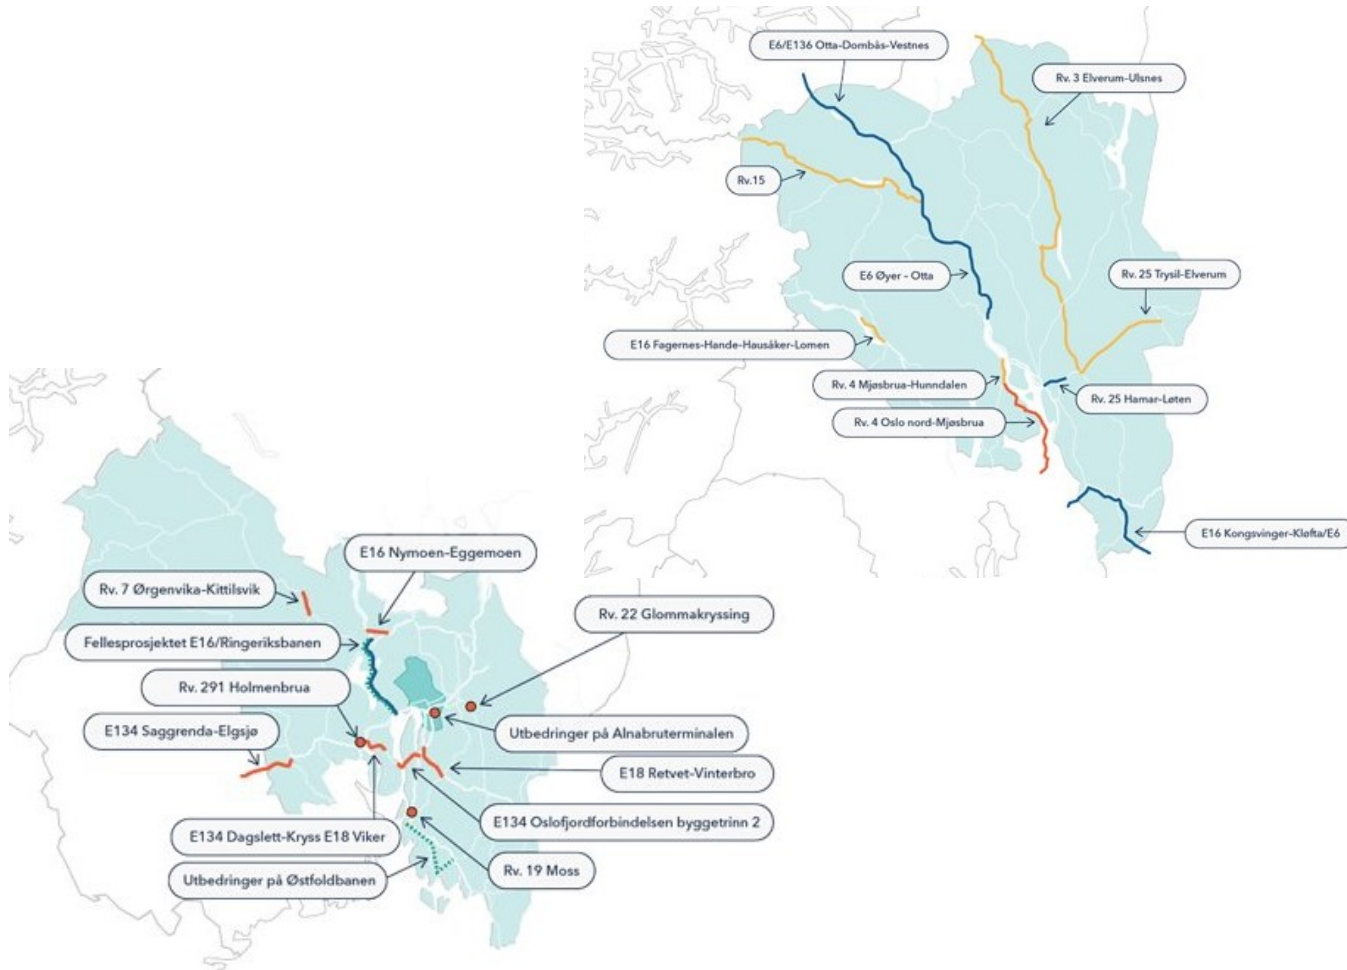 E6/E136 Otta-Dombås-Vestnes
Rv. 3 Elverum-Ulsnes
Rv.15
E6 Øyer - Otta
Rv. 25 Trysil-Elverum
E16 Fagernes-Hande-Hausåker-Lomen
Rv. 4 Mjøsbrua-Hunndalen
Rv. 25 Hamar-Løten
Rv. 4 Oslo nord-Mjøsbrua
E16 Kongsvinger-Kløfta/E6
E16 Nymoen-Eggemoen
Rv. 7 Ørgenvika-Kittilsvik
Rv. 22 Glommakryssing
Fellesprosjektet E16/Ringeriksbanen
Rv. 291 Holmenbrua
E134 Saggrenda-Elgsjø
Utbedringer på Alnabruterminalen
E18 Retvet-Vinterbro
E134 Oslofjordforbindelsen byggetrinn 2
E134 Dagslett-Kryss E18 Viker
Rv. 19 Moss
Utbedringer på Østfoldbanen